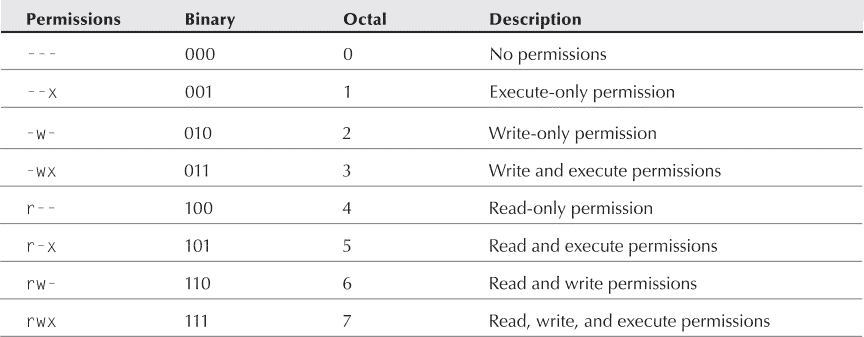 Permissions Binary Octal Description
--- 000 0 No permissions
--x 001 1 Execute-only permission
-w- 010 2 Write-only permission
-wx 011 3 Write and execute permissions
r-- 100 4 Read-only permission
r-x 101 5 Read and execute permissions
rw- 110 6 Read and write permissions
rwx 111 7 Read, write, and execute permissions